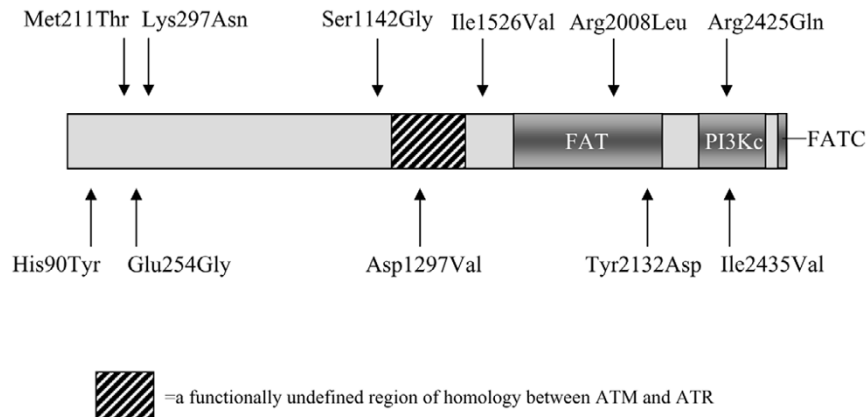 Met211Thr Lys297Asn Ser1142Gly Ile1526Val Arg2008Leu Arg2425Gln
FAT PI3Kc FATC
His90Tyr Glu254Gly Asp1297Val Tyr2132Asp Ile2435Val
=a functionally undefined region of homology between ATM and ATR